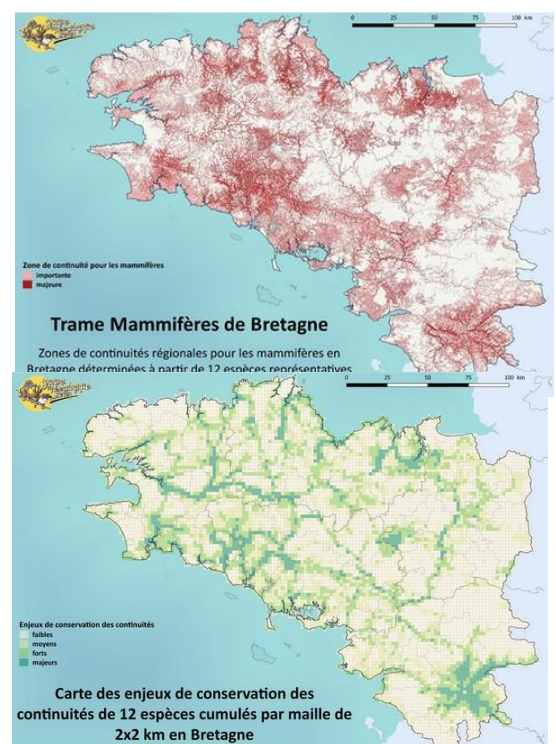 0 25 50 75 100 km
Zone de continuité pour les mammifères
importante
majeure
Trame Mammifères de Bretagne
Zones de continuités régionales pour les mammifères en
Bretagne déterminées à partir de 12 espèces représentatives
0 25 50 75 100 km
Enjeux de conservation des continuités
faibles
moyens
forts
majeurs
Carte des enjeux de conservation des
continuités de 12 espèces cumulés par maille de
2x2 km en Bretagne